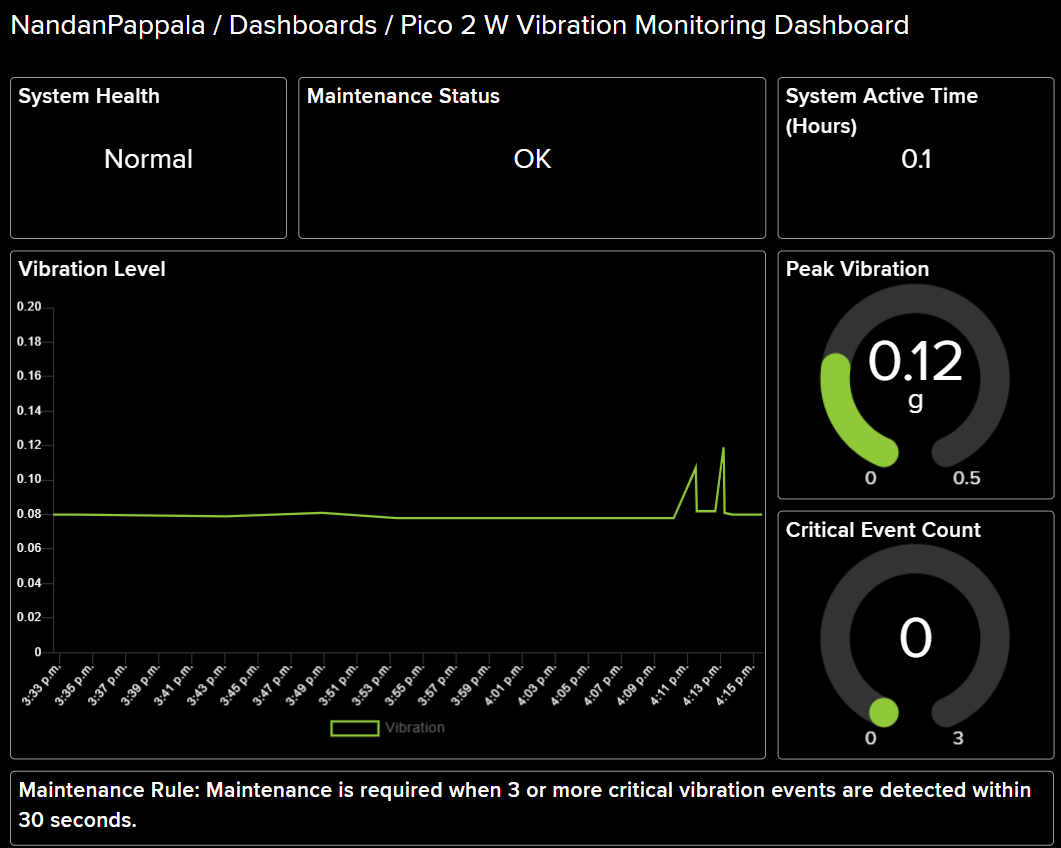 NandanPappala / Dashboards / Pico 2 W Vibration Monitoring Dashboard
System Health
Normal
Maintenance Status
OK
System Active Time
(Hours)
0.1
Vibration Level
0.20
0.18
0.16
0.14
0.12
0.10
0.08
0.06
0.04
0.02
0
3:33 p.m.
3:35 p.m.
3:37 p.m.
3:39 p.m.
3:41 p.m.
3:43 p.m.
3:45 p.m.
3:47 p.m.
3:49 p.m.
3:51 p.m.
3:53 p.m.
3:55 p.m.
3:57 p.m.
3:59 p.m.
4:01 p.m.
4:03 p.m.
4:05 p.m.
4:07 p.m.
4:09 p.m.
4:11 p.m.
4:13 p.m.
4:15 p.m.
Vibration
Peak Vibration
0.12
g
0
0.5
Critical Event Count
0
0
3
Maintenance Rule: Maintenance is required when 3 or more critical vibration events are detected within
30 seconds.